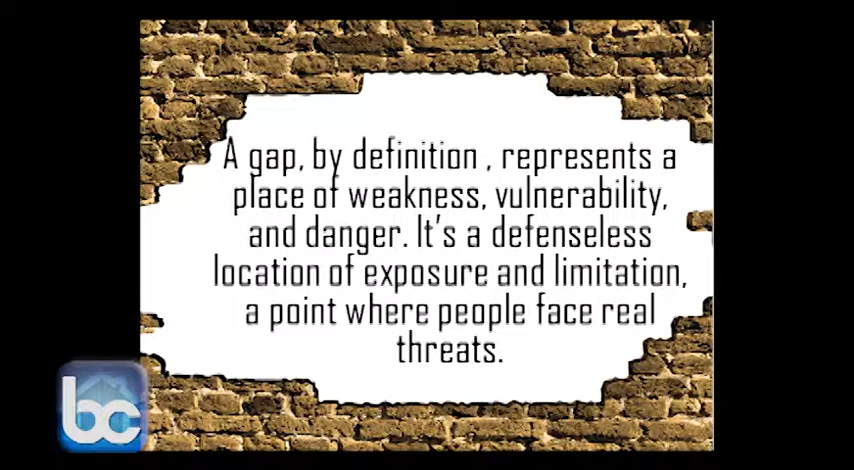 A gap, by definition , represents a
place of weakness, vulnerability,
and danger. It's a defenseless
location of exposure and limitation,
a point where people face real
threats.
bc